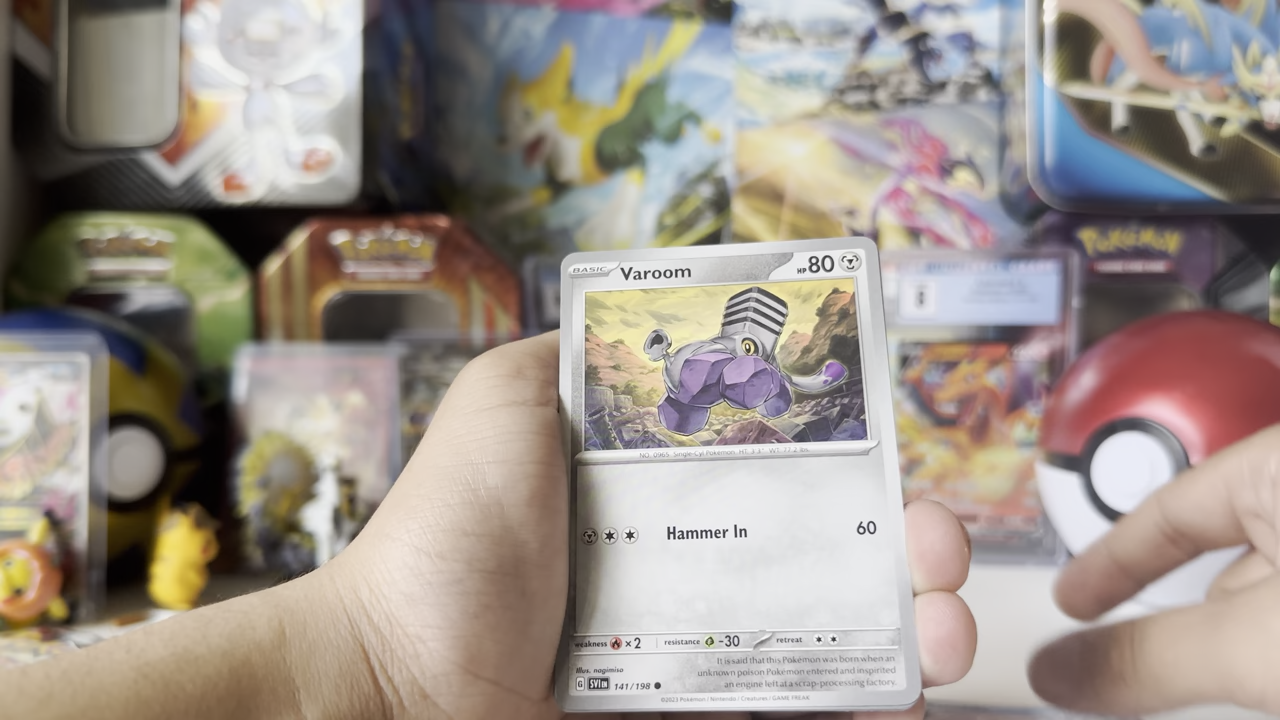 Pokémon
BASIC Varoom HP 80
NO. 0965 Single-Cyl Pokémon HT: 3'3" WT: 77.2 lbs.
Hammer In 60
weakness ×2 resistance -30 retreat
It is said that this Pokémon was born when an
unknown poison Pokémon entered and inspirited
an engine left at a scrap-processing factory.
Illus. nagimiso
G SVI EN 141/198
©2023 Pokémon / Nintendo / Creatures / GAME FREAK